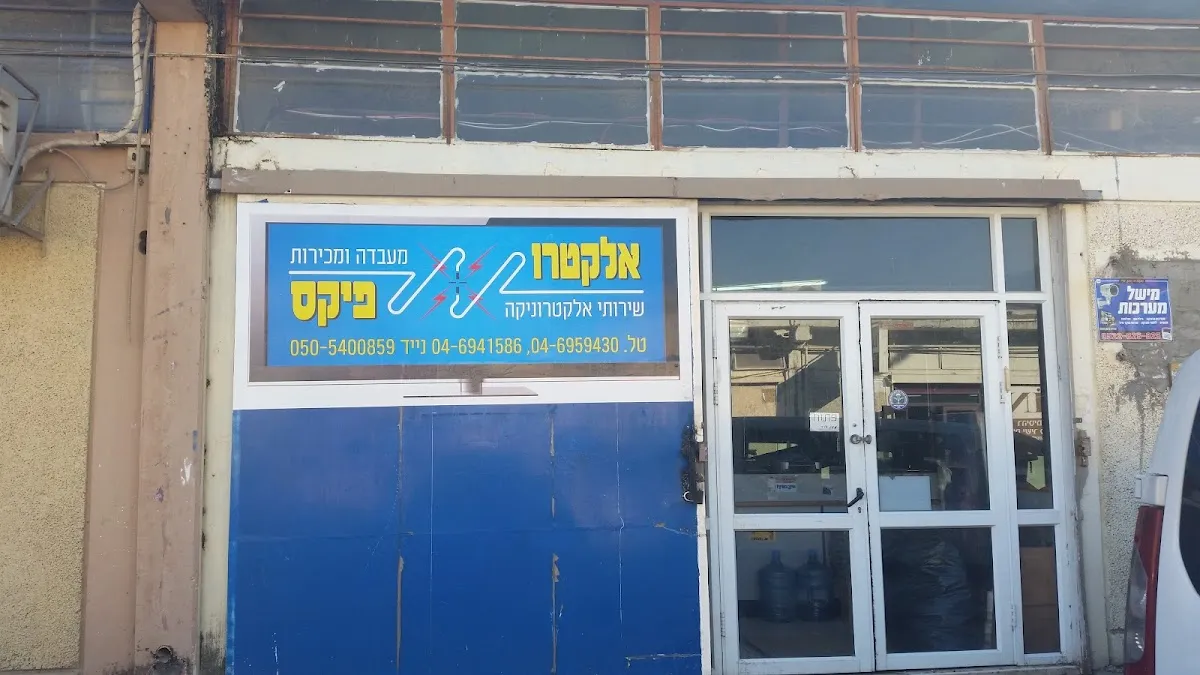 אלקטרו
שירותי אלקטרוניקה
מעבדה ומכירות
פיקס
טל. 04-6959430, 04-6941586 נייד 050-5400859
מישל
מערכות